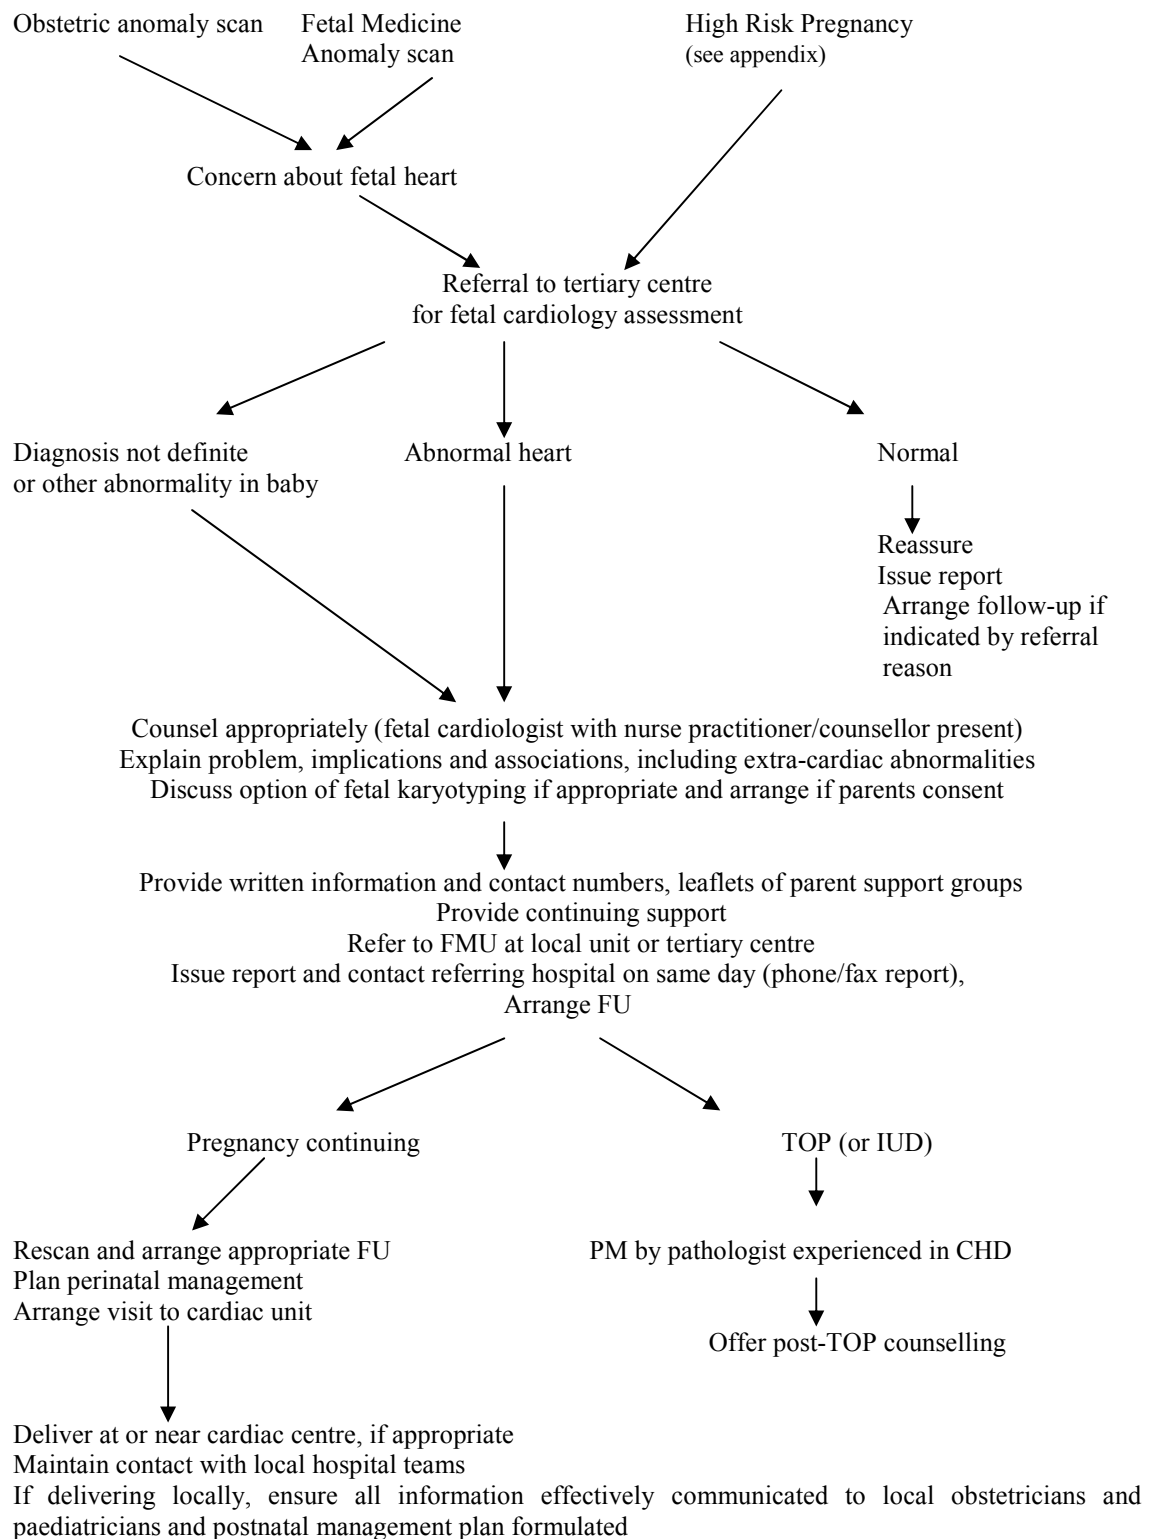 Obstetric anomaly scan
Fetal Medicine
Anomaly scan
High Risk Pregnancy
(see appendix)
Concern about fetal heart
Referral to tertiary centre
for fetal cardiology assessment
Diagnosis not definite
or other abnormality in baby
Abnormal heart
Normal
Reassure
Issue report
Arrange follow-up if
indicated by referral
reason
Counsel appropriately (fetal cardiologist with nurse practitioner/counsellor present)
Explain problem, implications and associations, including extra-cardiac abnormalities
Discuss option of fetal karyotyping if appropriate and arrange if parents consent
Provide written information and contact numbers, leaflets of parent support groups
Provide continuing support
Refer to FMU at local unit or tertiary centre
Issue report and contact referring hospital on same day (phone/fax report),
Arrange FU
Pregnancy continuing
TOP (or IUD)
Rescan and arrange appropriate FU
Plan perinatal management
Arrange visit to cardiac unit
PM by pathologist experienced in CHD
Offer post-TOP counselling
Deliver at or near cardiac centre, if appropriate
Maintain contact with local hospital teams
If delivering locally, ensure all information effectively communicated to local obstetricians and
paediatricians and postnatal management plan formulated